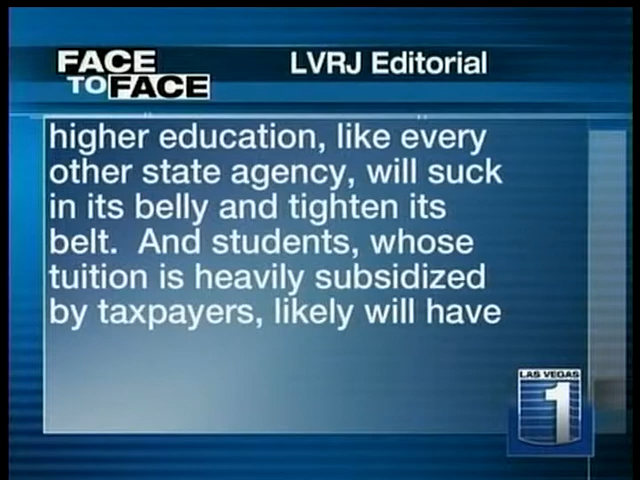 FACE
TO FACE
LVRJ Editorial
higher education, like every
other state agency, will suck
in its belly and tighten its
belt.  And students, whose
tuition is heavily subsidized
by taxpayers, likely will have
LAS VEGAS
1